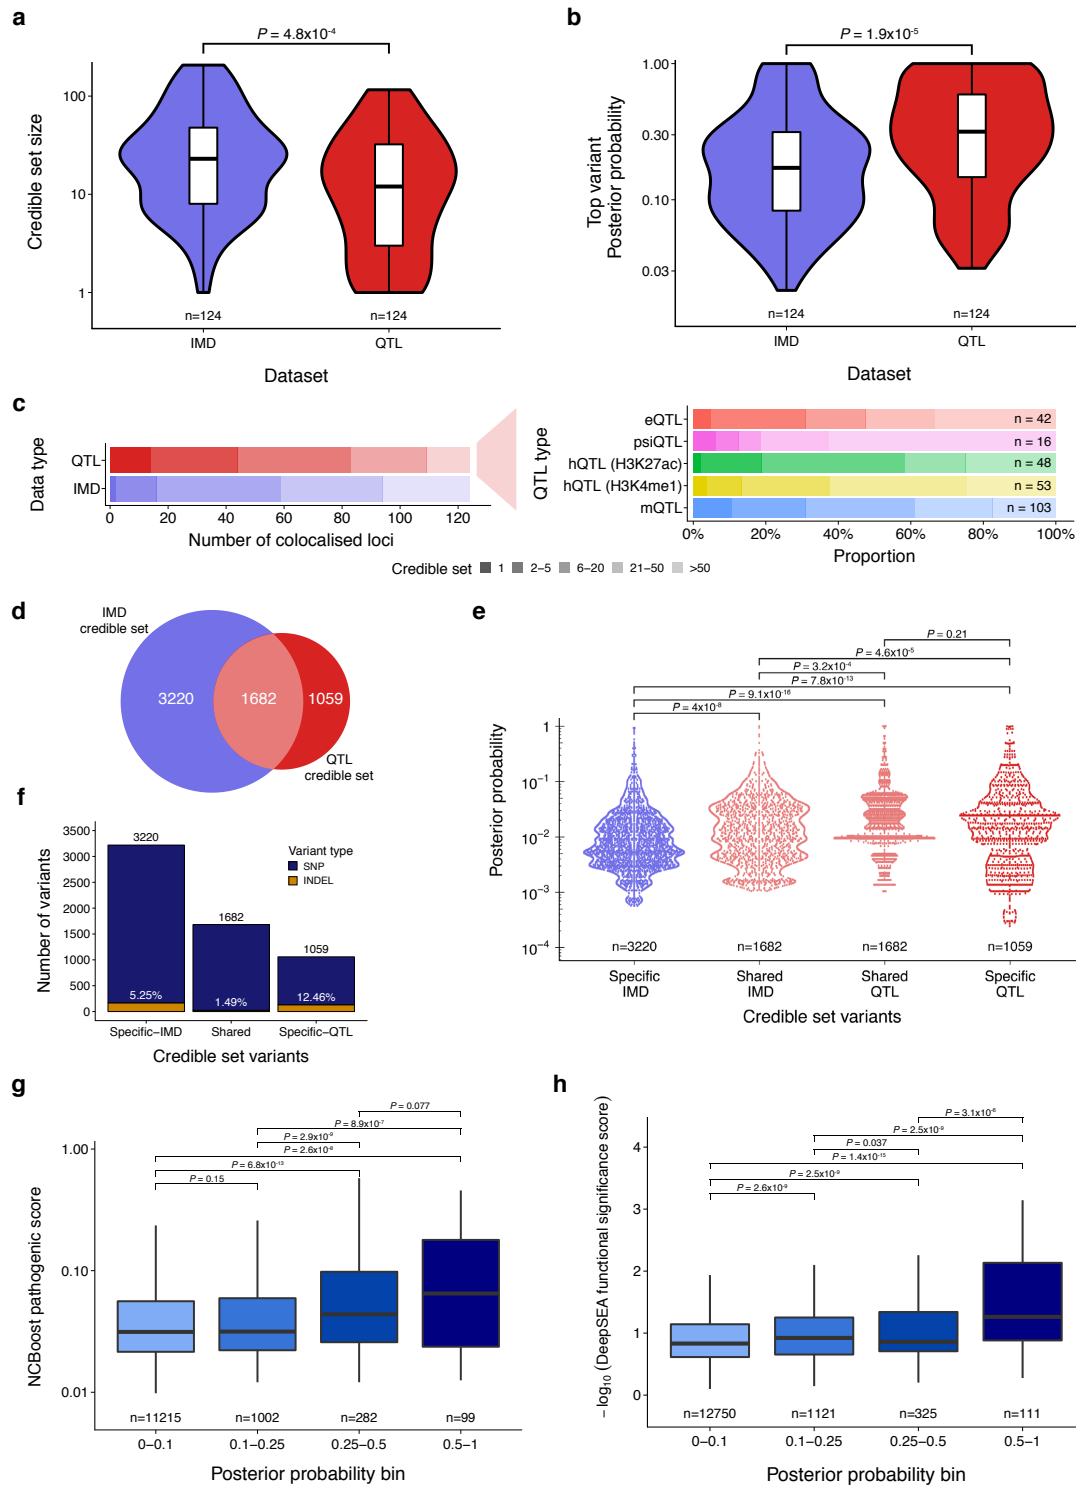 a
P = 4.8x10-4
Credible set size
100
10
1
n=124
n=124
IMD
QTL
Dataset
b
P = 1.9x10-5
Top variant
Posterior probability
1.00
0.30
0.10
0.03
n=124
n=124
IMD
QTL
Dataset
c
Data type
QTL
IMD
0 20 40 60 80 100 120
Number of colocalised loci
QTL type
eQTL n = 42
psiQTL n = 16
hQTL (H3K27ac) n = 48
hQTL (H3K4me1) n = 53
mQTL n = 103
0% 20% 40% 60% 80% 100%
Proportion
Credible set 1 2–5 6–20 21–50 >50
d
IMD
credible set
3220 1682 1059
QTL
credible set
e
P = 0.21
P = 4.6x10-5
P = 3.2x10-4
P = 7.8x10-13
P = 9.1x10-16
P = 4x10-8
Posterior probability
1
10−1
10−2
10−3
10−4
n=3220 n=1682 n=1682 n=1059
Specific Shared Shared Specific
IMD IMD QTL QTL
Credible set variants
f
Number of variants
3500
3000
2500
2000
1500
1000
500
0
3220
1682
1059
Variant type
SNP
INDEL
5.25% 1.49% 12.46%
Specific−IMD Shared Specific−QTL
Credible set variants
g
P = 0.077
P = 8.9x10-7
P = 2.9x10-9
P = 2.6x10-8
P = 6.8x10-13
P = 0.15
NCBoost pathogenic score
1.00
0.10
0.01
n=11215 n=1002 n=282 n=99
0−0.1 0.1−0.25 0.25−0.5 0.5−1
Posterior probability bin
h
P = 3.1x10-6
P = 2.5x10-9
P = 0.037
P = 1.4x10-15
P = 2.5x10-9
P = 2.6x10-9
− log10 (DeepSEA functional significance score)
4
3
2
1
0
n=12750 n=1121 n=325 n=111
0−0.1 0.1−0.25 0.25−0.5 0.5−1
Posterior probability bin